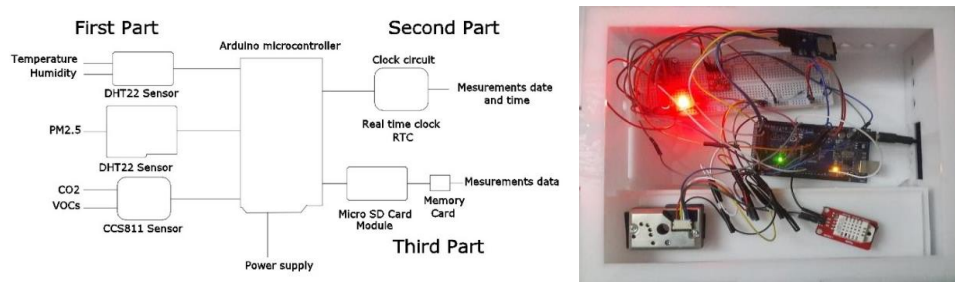 First Part
Second Part
Temperature
Humidity
DHT22 Sensor
PM2.5
DHT22 Sensor
CO2
VOCs
CCS811 Sensor
Arduino microcontroller
Power supply
Clock circuit
Real time clock
RTC
Mesurements date
and time
Micro SD Card
Module
Memory
Card
Mesurements data
Third Part